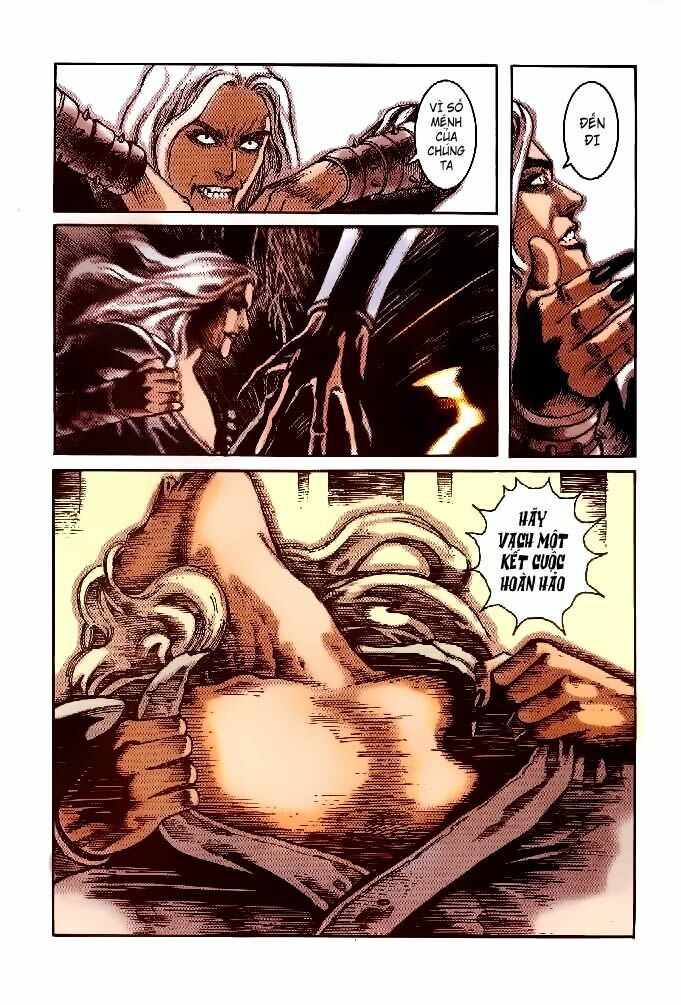 VÌ SỐ
MỆNH
CỦA
CHÚNG
TA
ĐẾN
ĐI
HÃY
VẠCH MỘT
KẾT CUỘC
HOÀN HẢO